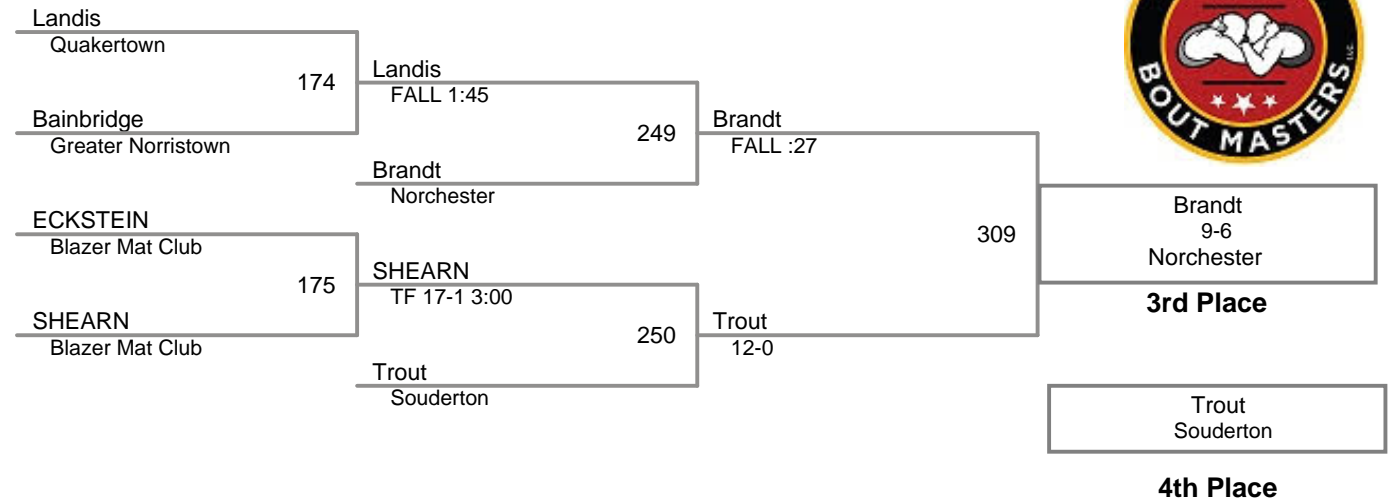 Landis
Quakertown
174
Bainbridge
Greater Norristown
Landis
FALL 1:45
249
Brandt
Norchester
Brandt
FALL :27
ECKSTEIN
Blazer Mat Club
175
SHEARN
Blazer Mat Club
SHEARN
TF 17-1 3:00
250
Trout
Souderton
Trout
12-0
309
Brandt
9-6
Norchester
3rd Place
Trout
Souderton
4th Place
BOUT MASTERS